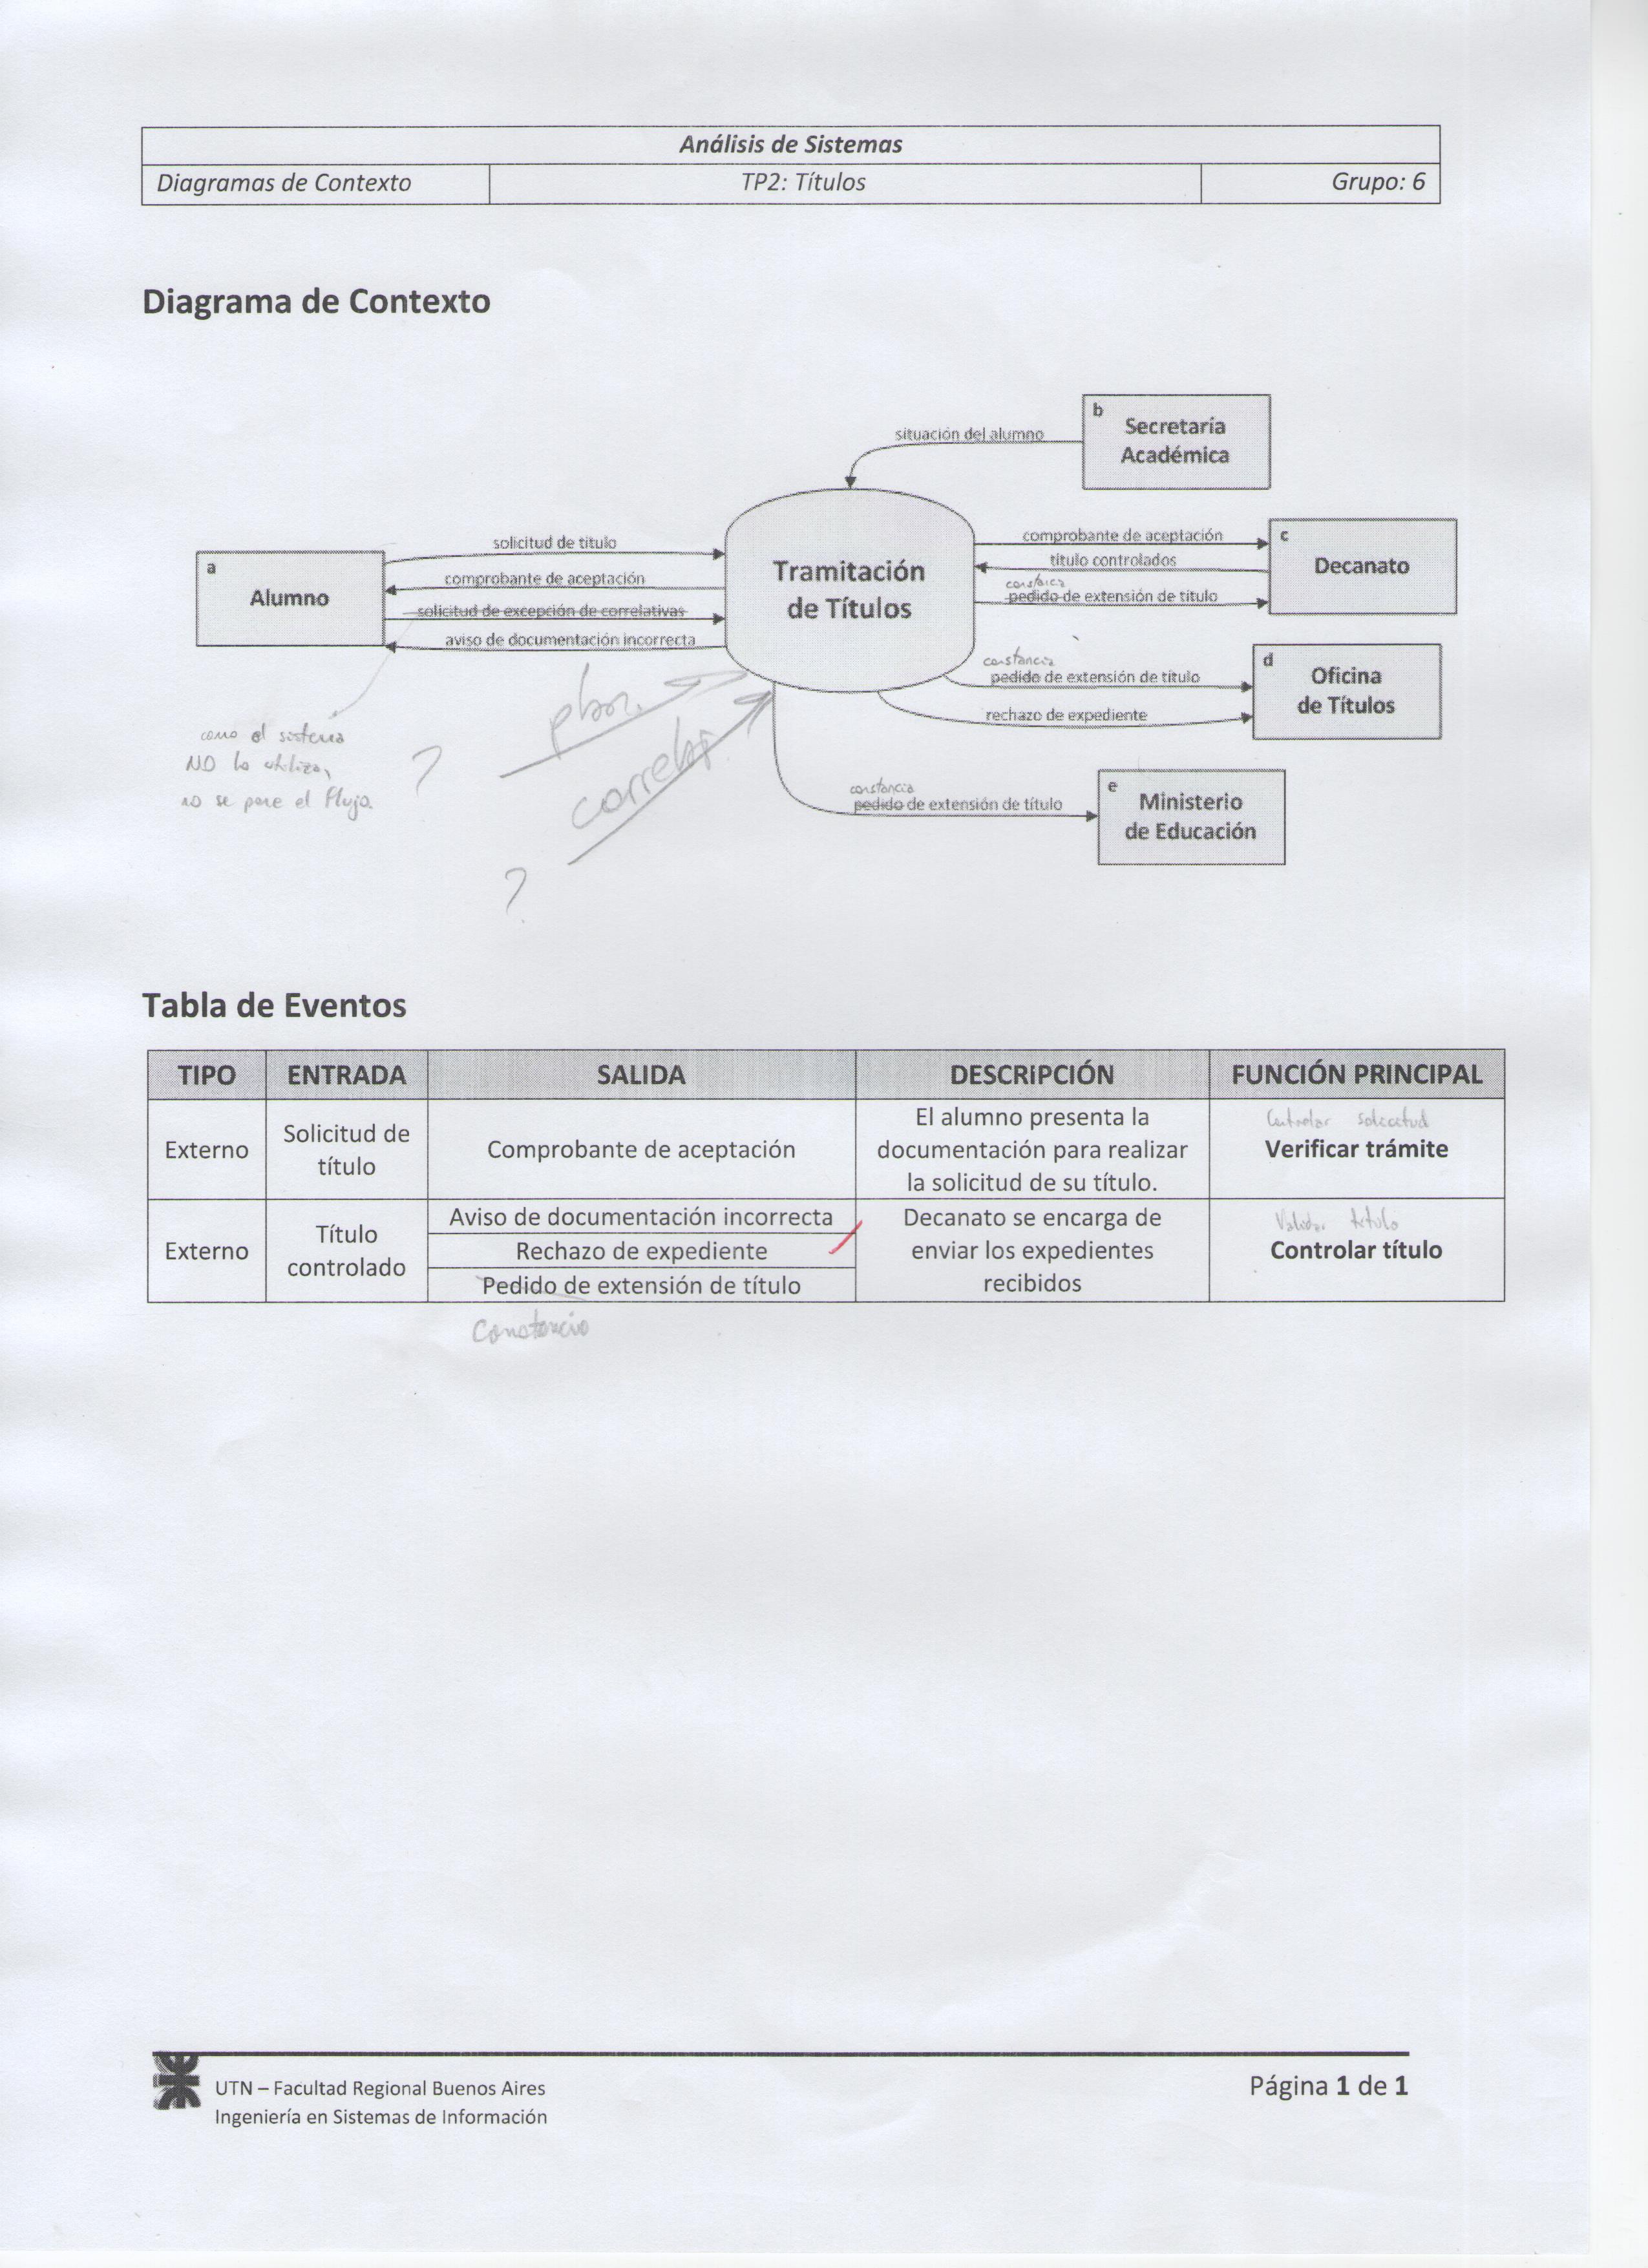 Análisis de Sistemas
Diagramas de Contexto
TP2: Títulos
Grupo: 6
Diagrama de Contexto
b
Secretaría
Académica
situación del alumno
solicitud de título
comprobante de aceptación
solicitud de excepción de correlativas
aviso de documentación incorrecta
a
Alumno
Tramitación
de Títulos
comprobante de aceptación
titulo controlados
constancia
pedido de extensión de titulo
c
Decanato
constancia
pedido de extensión de titulo
rechazo de expediente
d
Oficina
de Títulos
constancia
pedido de extensión de título
e
Ministerio
de Educación
como el sistema
NO lo utiliza,
no se pone el flujo.
?
plan
correlat
?
Tabla de Eventos
TIPO ENTRADA SALIDA DESCRIPCIÓN FUNCIÓN PRINCIPAL
Externo
Solicitud de
título
Comprobante de aceptación
El alumno presenta la
documentación para realizar
la solicitud de su título.
Controlar solicitud
Verificar trámite
Externo
Título
controlado
Aviso de documentación incorrecta
Rechazo de expediente
Pedido de extensión de título
Constancia
Decanato se encarga de
enviar los expedientes
recibidos
Validar título
Controlar título
UTN – Facultad Regional Buenos Aires
Ingeniería en Sistemas de Información
Página 1 de 1